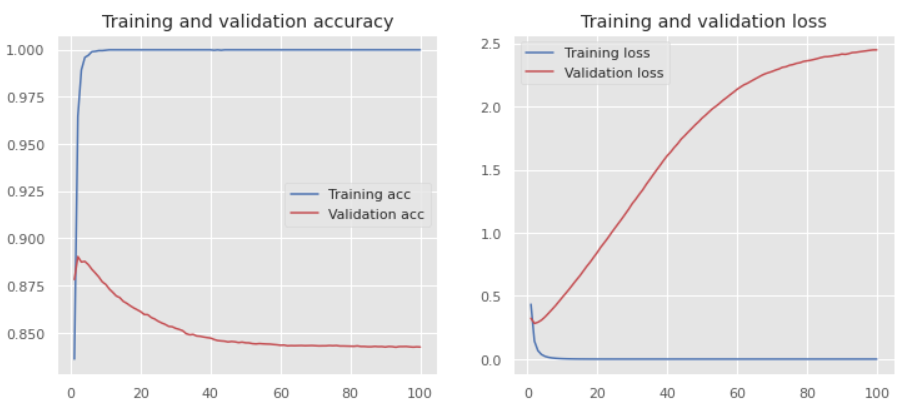 Training and validation accuracy
1.000
0.975
0.950
0.925
0.900
0.875
0.850
Training acc
Validation acc
0 20 40 60 80 100
Training and validation loss
2.5
2.0
1.5
1.0
0.5
0.0
Training loss
Validation loss
0 20 40 60 80 100